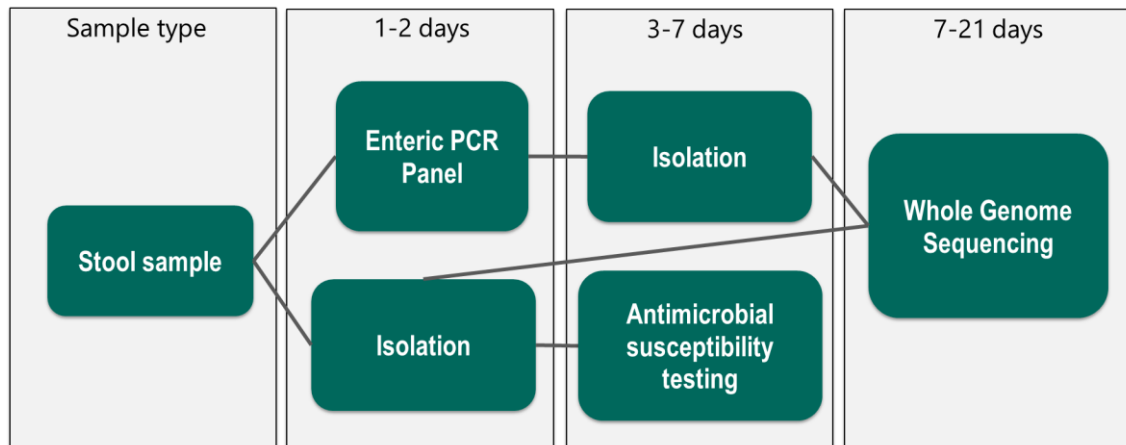 Sample type
1-2 days
3-7 days
7-21 days
Enteric PCR
Panel
Isolation
Whole Genome
Sequencing
Stool sample
Isolation
Antimicrobial
susceptibility
testing